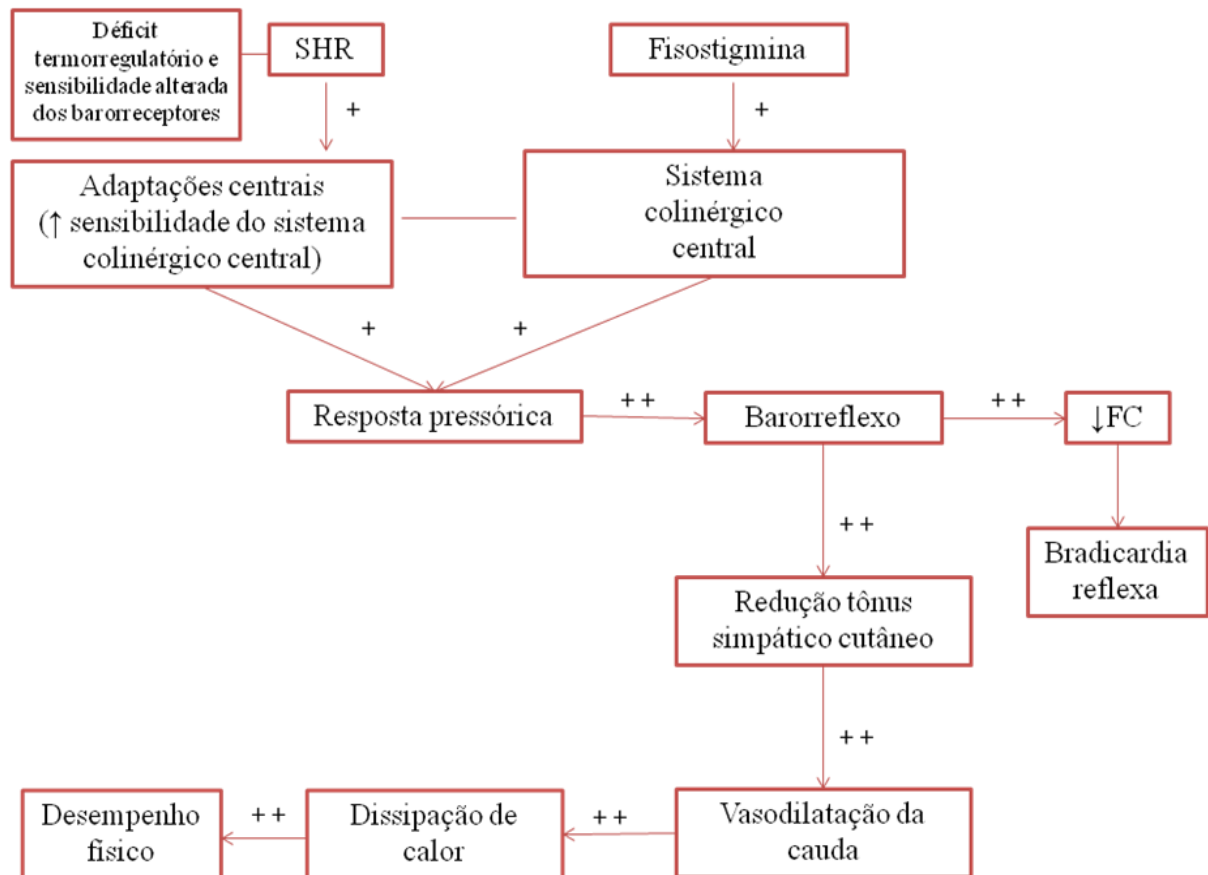 Déficit
termorregulatório e
sensibilidade alterada
dos barorreceptores
SHR
Fisostigmina
+
+
Adaptações centrais
(↑ sensibilidade do sistema
colinérgico central)
Sistema
colinérgico
central
+
+
Resposta pressórica
++
Barorreflexo
++
↓FC
++
Bradicardia
reflexa
Redução tônus
simpático cutâneo
++
Desempenho
físico
++
Dissipação de
calor
++
Vasodilatação da
cauda